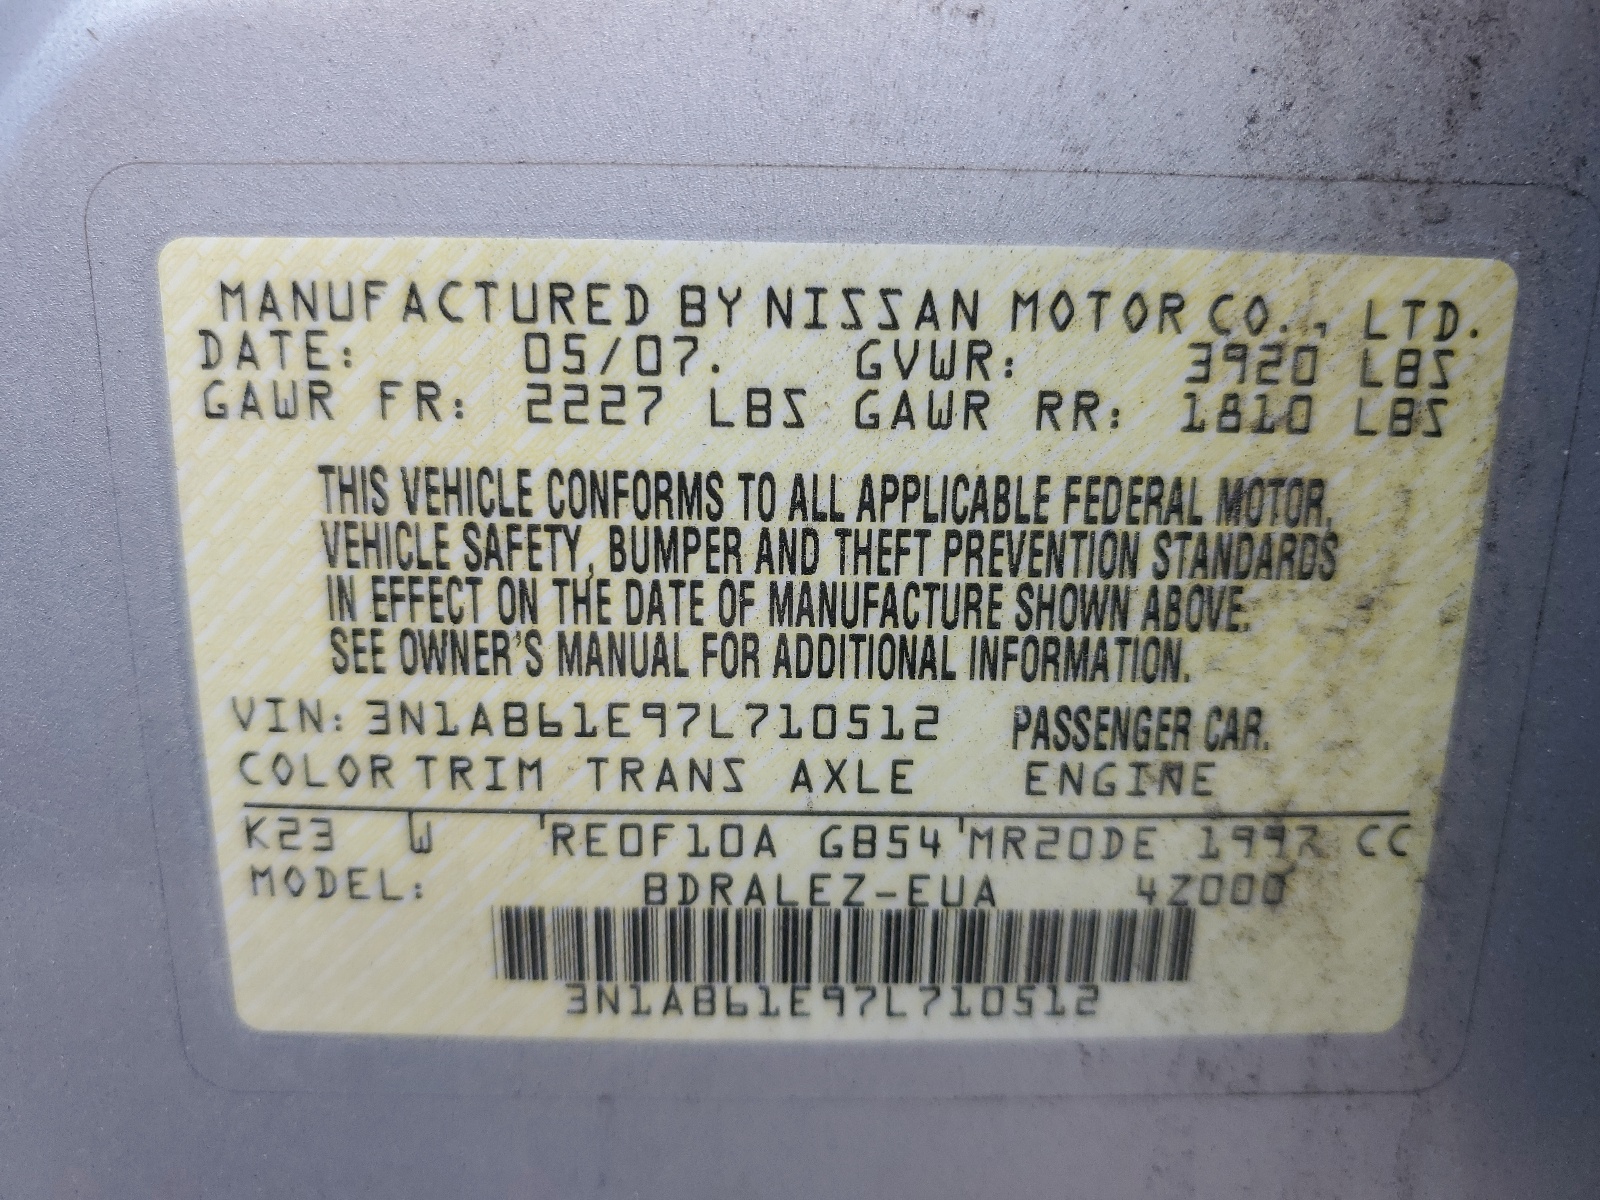 MANUFACTURED BY NISSAN MOTOR CO., LTD.
DATE: 05/07. GVWR: 3920 LBS
GAWR FR: 2227 LBS GAWR RR: 1810 LBS
THIS VEHICLE CONFORMS TO ALL APPLICABLE FEDERAL MOTOR,
VEHICLE SAFETY, BUMPER AND THEFT PREVENTION STANDARDS
IN EFFECT ON THE DATE OF MANUFACTURE SHOWN ABOVE.
SEE OWNER'S MANUAL FOR ADDITIONAL INFORMATION.
VIN: 3N1AB61E97L710512 PASSENGER CAR.
COLOR TRIM TRANS AXLE ENGINE
K23 W RE0F10A GB54 MR20DE 1997 CC
MODEL: BDRALEZ-EUA 4Z000
3N1AB61E97L710512